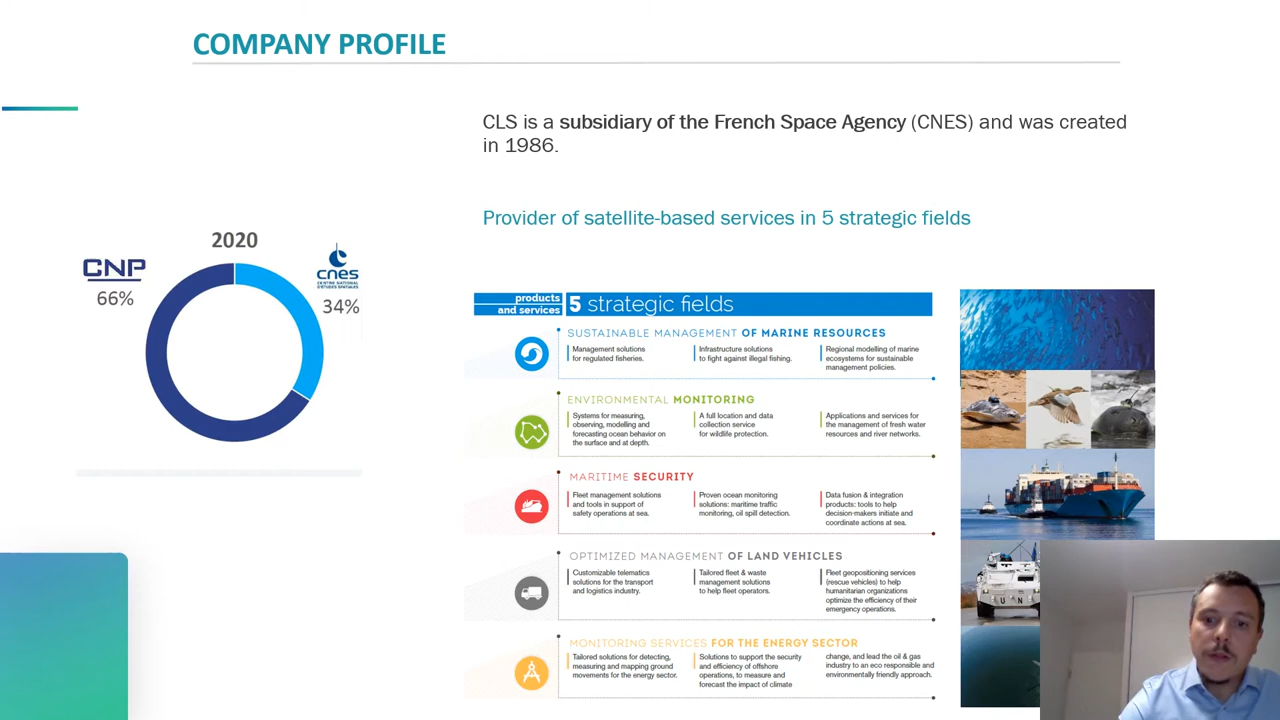 COMPANY PROFILE
CLS is a subsidiary of the French Space Agency (CNES) and was created
in 1986.
Provider of satellite-based services in 5 strategic fields
2020
CNP
66%
cnes
CENTRE NATIONAL
D'ÉTUDES SPATIALES
34%
products
and services
5 strategic fields
SUSTAINABLE MANAGEMENT OF MARINE RESOURCES
Management solutions
for regulated fisheries.
Infrastructure solutions
to fight against illegal fishing.
Regional modelling of marine
ecosystems for sustainable
management policies.
ENVIRONMENTAL MONITORING
Systems for measuring,
observing, modelling and
forecasting ocean behavior on
the surface and at depth.
A full location and data
collection service
for wildlife protection.
Applications and services for
the management of fresh water
resources and river networks.
MARITIME SECURITY
Fleet management solutions
and tools in support of
safety operations at sea.
Proven ocean monitoring
solutions: maritime traffic
monitoring, oil spill detection.
Data fusion & integration
products: tools to help
decision-makers initiate and
coordinate actions at sea.
OPTIMIZED MANAGEMENT OF LAND VEHICLES
Customizable telematics
solutions for the transport
and logistics industry.
Tailored fleet & waste
management solutions
to help fleet operators.
Fleet geopositioning services
(rescue vehicles) to help
humanitarian organizations
optimize the efficiency of their
emergency operations.
MONITORING SERVICES FOR THE ENERGY SECTOR
Tailored solutions for detecting,
measuring and mapping ground
movements for the energy sector.
Solutions to support the security
and efficiency of offshore
operations, to measure and
forecast the impact of climate
change, and lead the oil & gas
industry to an eco responsible and
environmentally friendly approach.
U N